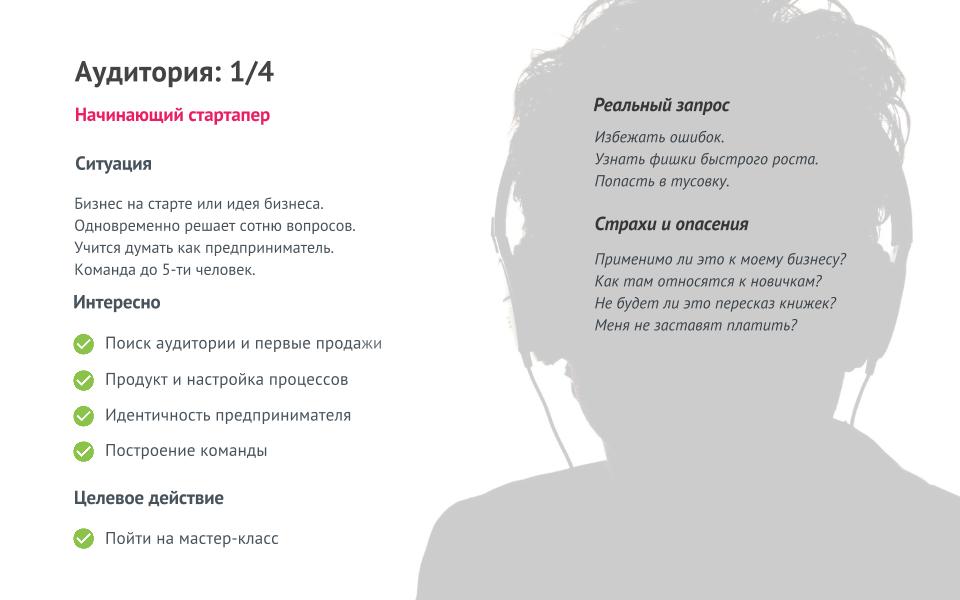 Аудитория: 1/4
Начинающий стартапер
Ситуация
Бизнес на старте или идея бизнеса.
Одновременно решает сотню вопросов.
Учится думать как предприниматель.
Команда до 5-ти человек.
Интересно
Поиск аудитории и первые продажи
Продукт и настройка процессов
Идентичность предпринимателя
Построение команды
Целевое действие
Пойти на мастер-класс
Реальный запрос
Избежать ошибок.
Узнать фишки быстрого роста.
Попасть в тусовку.
Страхи и опасения
Применимо ли это к моему бизнесу?
Как там относятся к новичкам?
Не будет ли это пересказ книжек?
Меня не заставят платить?